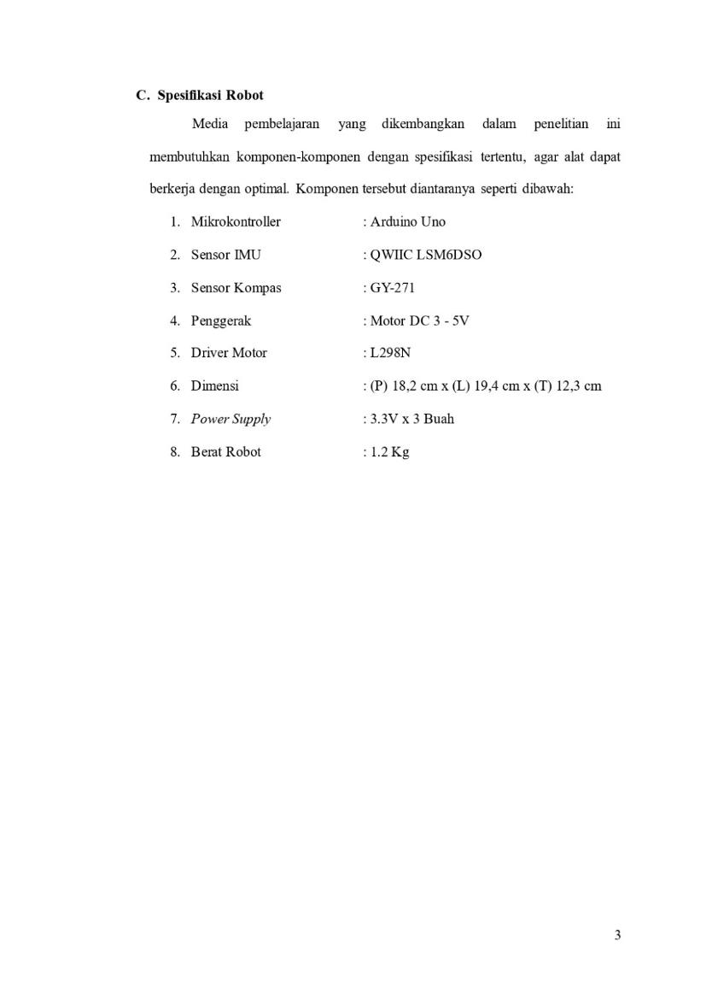 C. Spesifikasi Robot
Media pembelajaran yang dikembangkan dalam penelitian ini
membutuhkan komponen-komponen dengan spesifikasi tertentu, agar alat dapat
berkerja dengan optimal. Komponen tersebut diantaranya seperti dibawah:
1. Mikrokontroller : Arduino Uno
2. Sensor IMU : QWIIC LSM6DSO
3. Sensor Kompas : GY-271
4. Penggerak : Motor DC 3 - 5V
5. Driver Motor : L298N
6. Dimensi : (P) 18,2 cm x (L) 19,4 cm x (T) 12,3 cm
7. Power Supply : 3.3V x 3 Buah
8. Berat Robot : 1.2 Kg
3